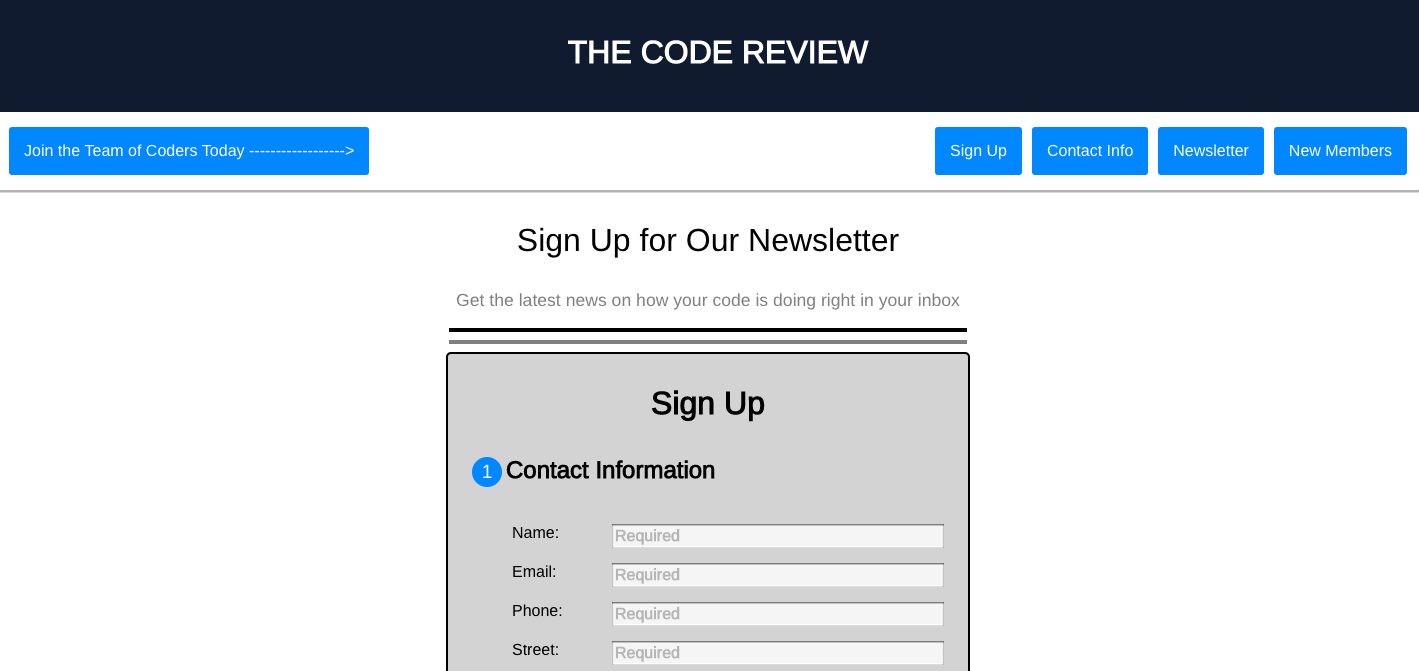 THE CODE REVIEW
Join the Team of Coders Today ------------------>
Sign Up
Contact Info
Newsletter
New Members
Sign Up for Our Newsletter
Get the latest news on how your code is doing right in your inbox
Sign Up
1 Contact Information
Name: Required
Email: Required
Phone: Required
Street: Required